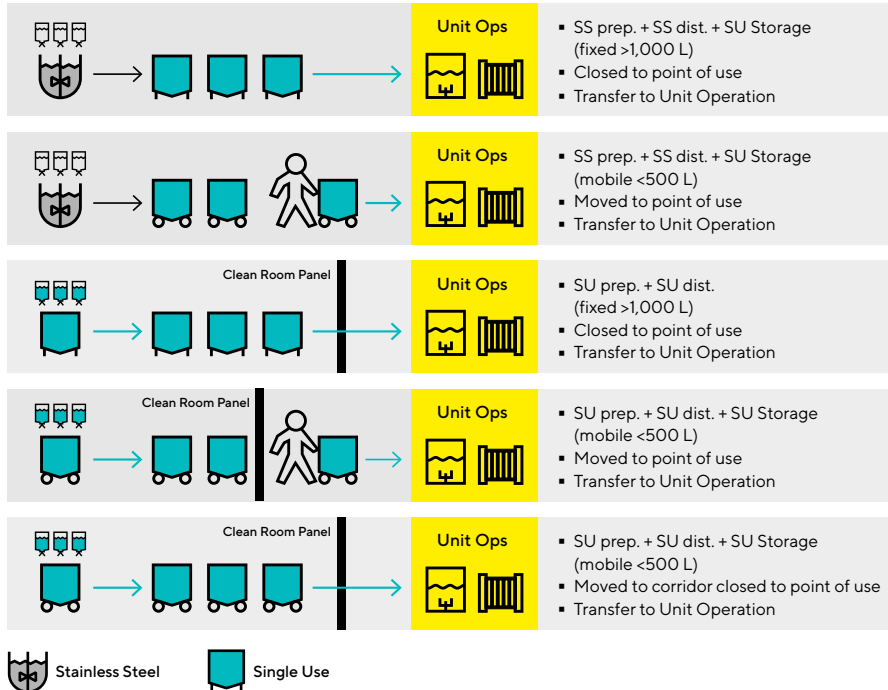 Unit Ops
▪ SS prep. + SS dist. + SU Storage
(fixed >1,000 L)
▪ Closed to point of use
▪ Transfer to Unit Operation
Unit Ops
▪ SS prep. + SS dist. + SU Storage
(mobile <500 L)
▪ Moved to point of use
▪ Transfer to Unit Operation
Clean Room Panel
Unit Ops
▪ SU prep. + SU dist.
(fixed >1,000 L)
▪ Closed to point of use
▪ Transfer to Unit Operation
Clean Room Panel
Unit Ops
▪ SU prep. + SU dist. + SU Storage
(mobile <500 L)
▪ Moved to point of use
▪ Transfer to Unit Operation
Clean Room Panel
Unit Ops
▪ SU prep. + SU dist. + SU Storage
(mobile <500 L)
▪ Moved to corridor closed to point of use
▪ Transfer to Unit Operation
Stainless Steel
Single Use